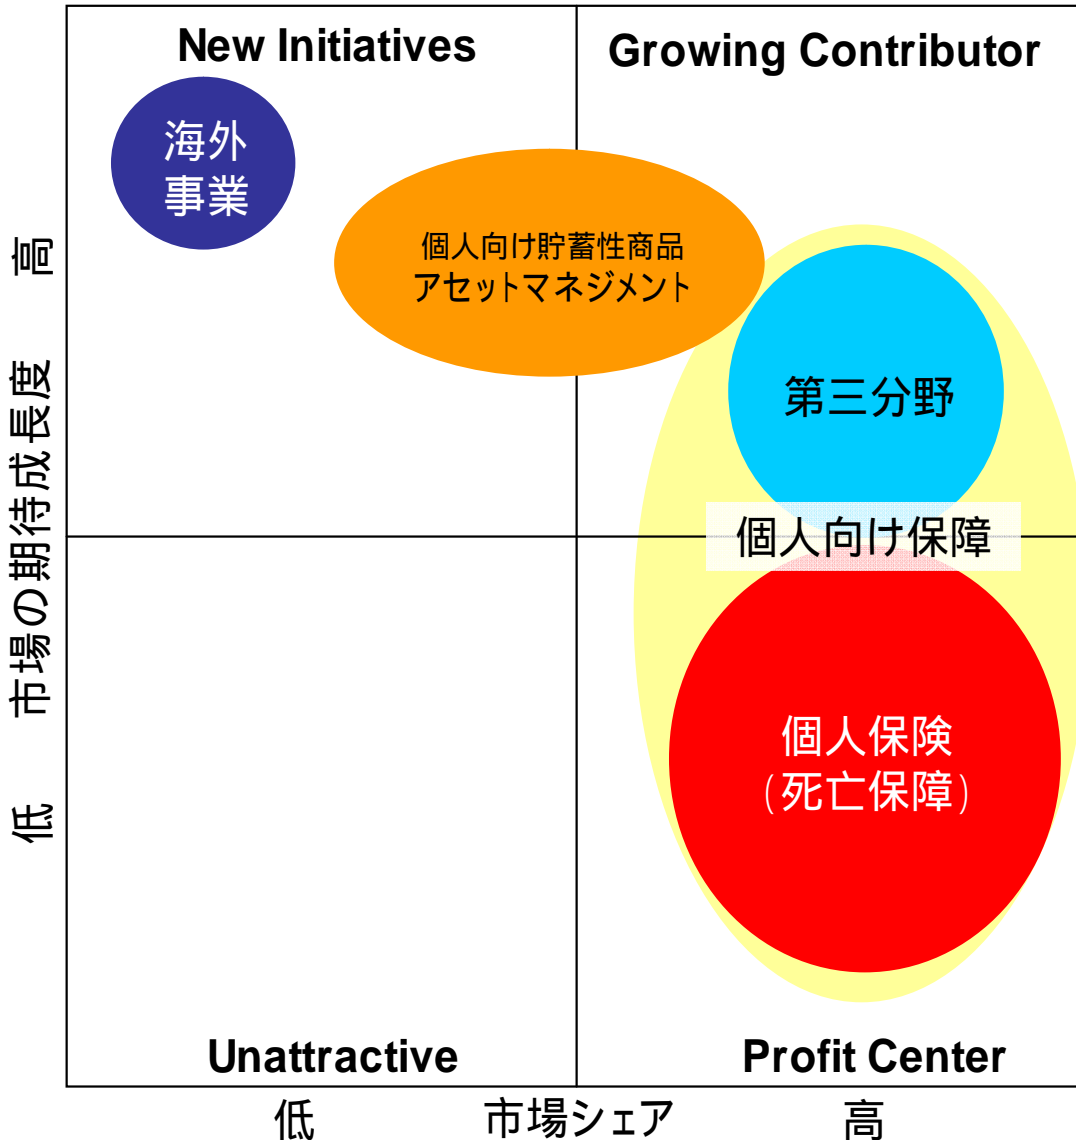 New Initiatives
Growing Contributor
海外
事業
個人向け貯蓄性商品
アセットマネジメント
第三分野
個人向け保障
個人保険
(死亡保障)
Unattractive
Profit Center
低 市場の期待成長度 高
低 市場シェア 高